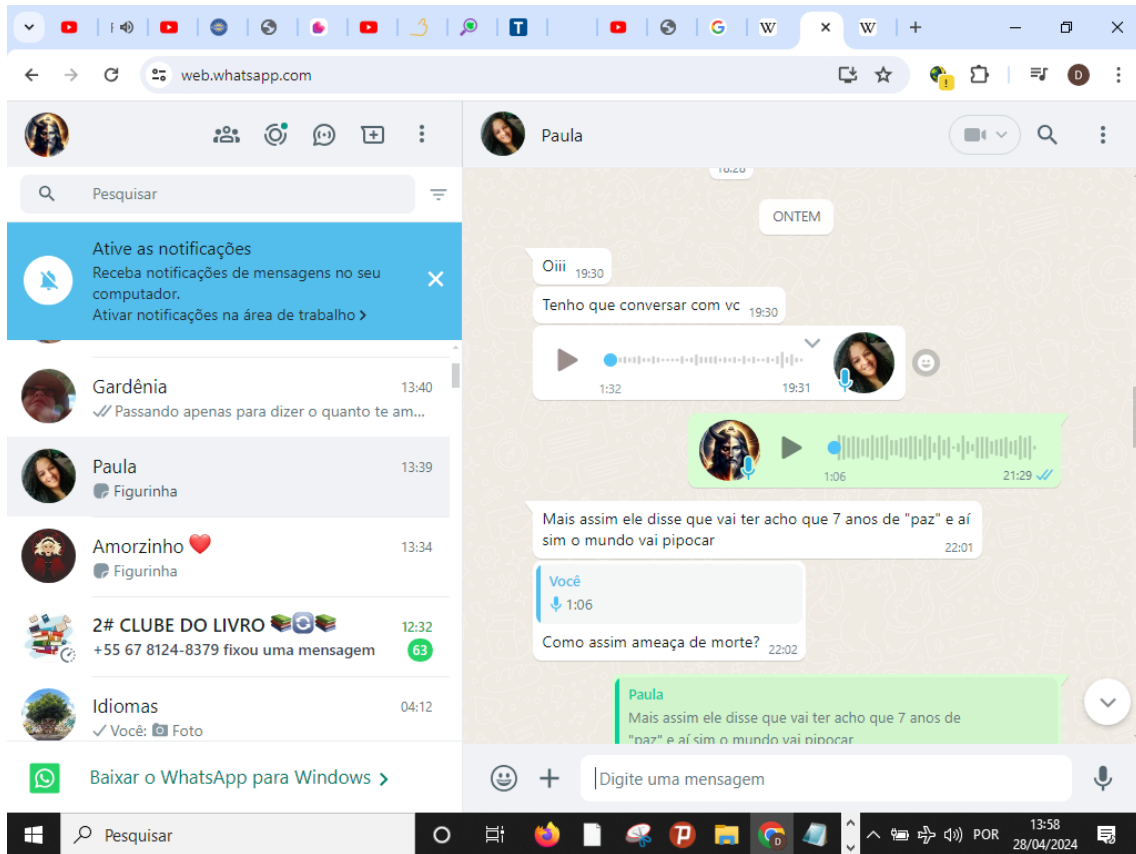 web.whatsapp.com
D
Paula
Pesquisar
16:28
ONTEM
Ative as notificações
Receba notificações de mensagens no seu
computador.
Ativar notificações na área de trabalho >
Oiii 19:30
Tenho que conversar com vc 19:30
1:32 19:31
Gardênia 13:40
Passando apenas para dizer o quanto te am...
Paula 13:39
Figurinha
Amorzinho ❤️ 13:34
Figurinha
2# CLUBE DO LIVRO 📚🔄📚 12:32
+55 67 8124-8379 fixou uma mensagem 63
Idiomas 04:12
Você: 📷 Foto
Baixar o WhatsApp para Windows >
1:06 21:29
Mais assim ele disse que vai ter acho que 7 anos de "paz" e aí
sim o mundo vai pipocar 22:01
Você
1:06
Como assim ameaça de morte? 22:02
Paula
Mais assim ele disse que vai ter acho que 7 anos de
"paz" e aí sim o mundo vai pipocar
Digite uma mensagem
Pesquisar
POR
13:58
28/04/2024